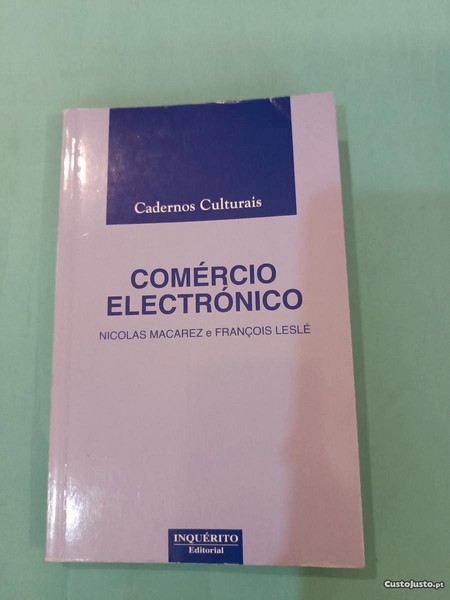 Cadernos Culturais
COMÉRCIO
ELECTRÓNICO
NICOLAS MACAREZ e FRANÇOIS LESLÉ
INQUÉRITO
Editorial
CustoJusto.pt